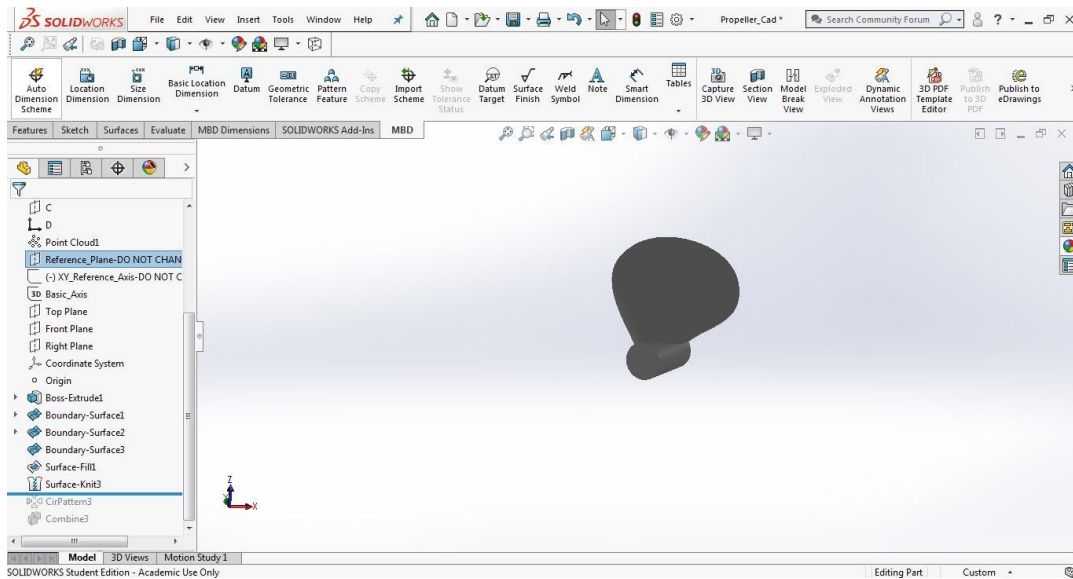 SOLIDWORKS File Edit View Insert Tools Window Help Propeller_Cad * Search Community Forum
Auto Dimension Scheme
Location Dimension
Size Dimension
Basic Location Dimension
Datum
Geometric Tolerance
Pattern Feature
Copy Scheme
Import Scheme
Show Tolerance Status
Datum Target
Surface Finish
Weld Symbol
Note
Smart Dimension
Tables
Capture 3D View
Section View
Model Break View
Exploded View
Dynamic Annotation Views
3D PDF Template Editor
Publish to 3D PDF
Publish to eDrawings
Features Sketch Surfaces Evaluate MBD Dimensions SOLIDWORKS Add-Ins MBD
C
D
Point Cloud1
Reference_Plane-DO NOT CHAN
(-) XY_Reference_Axis-DO NOT C
3D Basic_Axis
Top Plane
Front Plane
Right Plane
Coordinate System
Origin
Boss-Extrude1
Boundary-Surface1
Boundary-Surface2
Boundary-Surface3
Surface-Fill1
Surface-Knit3
CirPattern3
Combine3
Z
X
Model 3D Views Motion Study 1
SOLIDWORKS Student Edition - Academic Use Only Editing Part Custom